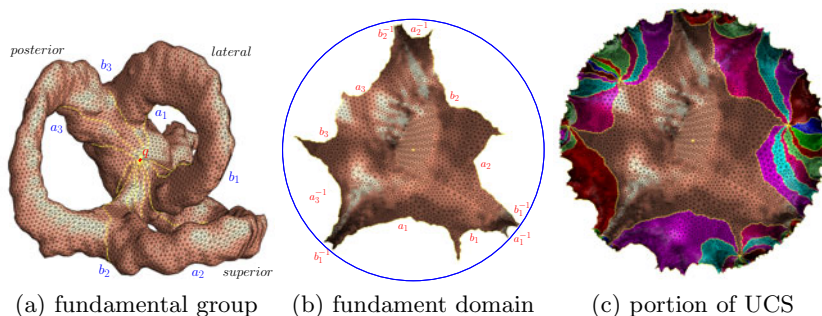 posterior
lateral
b₃
a₃
a₁
q
b₁
b₂
a₂
superior
b₂⁻¹
a₂⁻¹
a₃
b₂
b₃
a₂
a₃⁻¹
a₁
b₁
b₁⁻¹
a₁⁻¹
b₁⁻¹
(a) fundamental group
(b) fundament domain
(c) portion of UCS